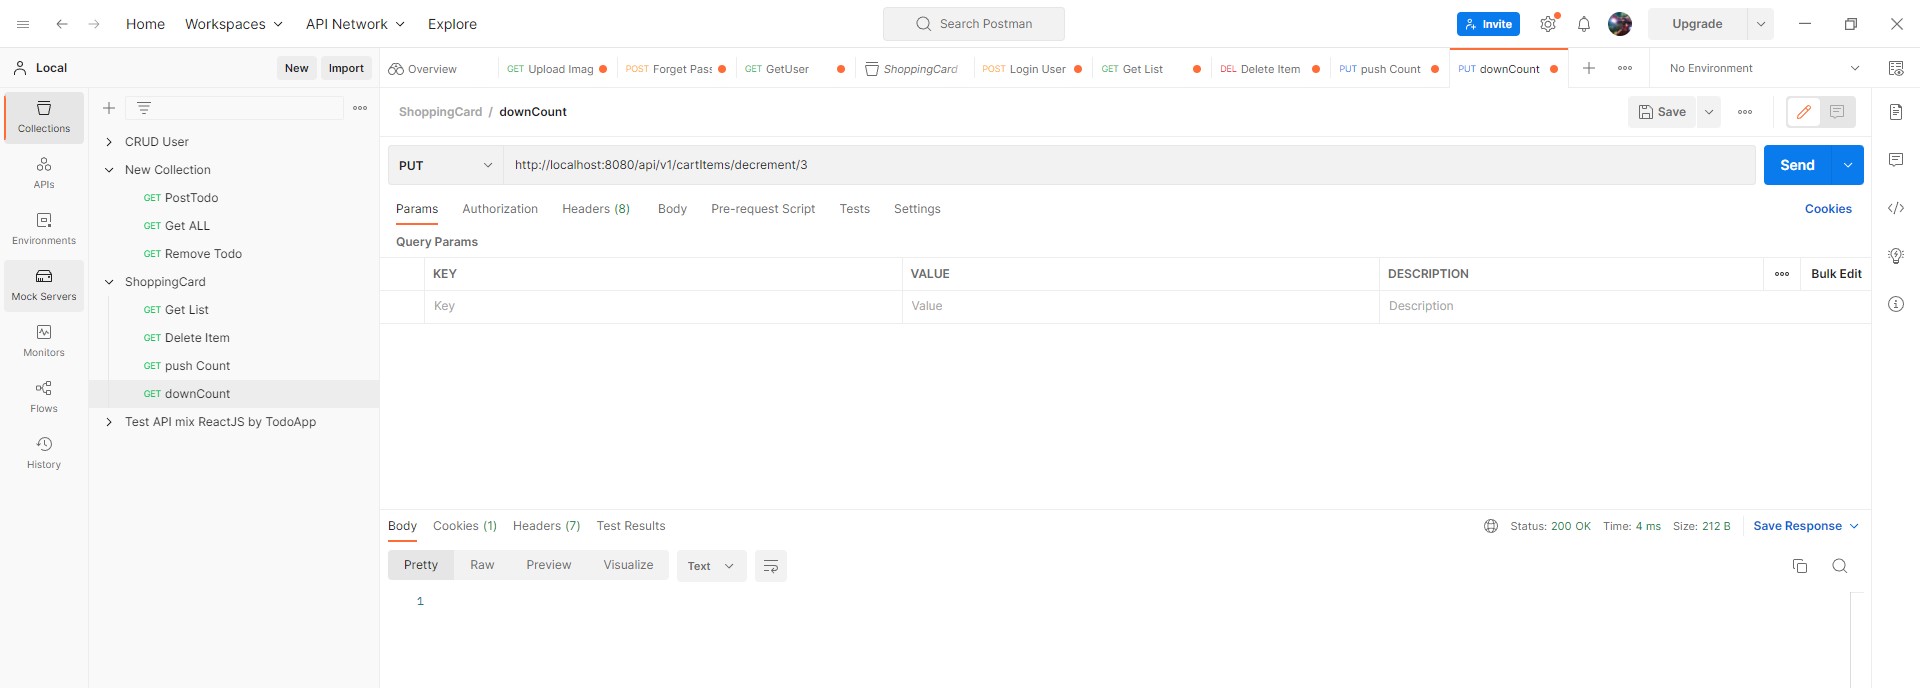 Home Workspaces API Network Explore Search Postman Invite Upgrade
Local New Import Overview GET Upload Imag POST Forget Pass GET GetUser ShoppingCard POST Login User GET Get List DEL Delete Item PUT push Count PUT downCount No Environment
Collections
APIs
Environments
Mock Servers
Monitors
Flows
History
CRUD User
New Collection
GET PostTodo
GET Get ALL
GET Remove Todo
ShoppingCard
GET Get List
GET Delete Item
GET push Count
GET downCount
Test API mix ReactJS by TodoApp
ShoppingCard / downCount Save
PUT http://localhost:8080/api/v1/cartItems/decrement/3 Send
Params Authorization Headers (8) Body Pre-request Script Tests Settings Cookies
Query Params
KEY VALUE DESCRIPTION Bulk Edit
Key Value Description
Body Cookies (1) Headers (7) Test Results Status: 200 OK Time: 4 ms Size: 212 B Save Response
Pretty Raw Preview Visualize Text
1